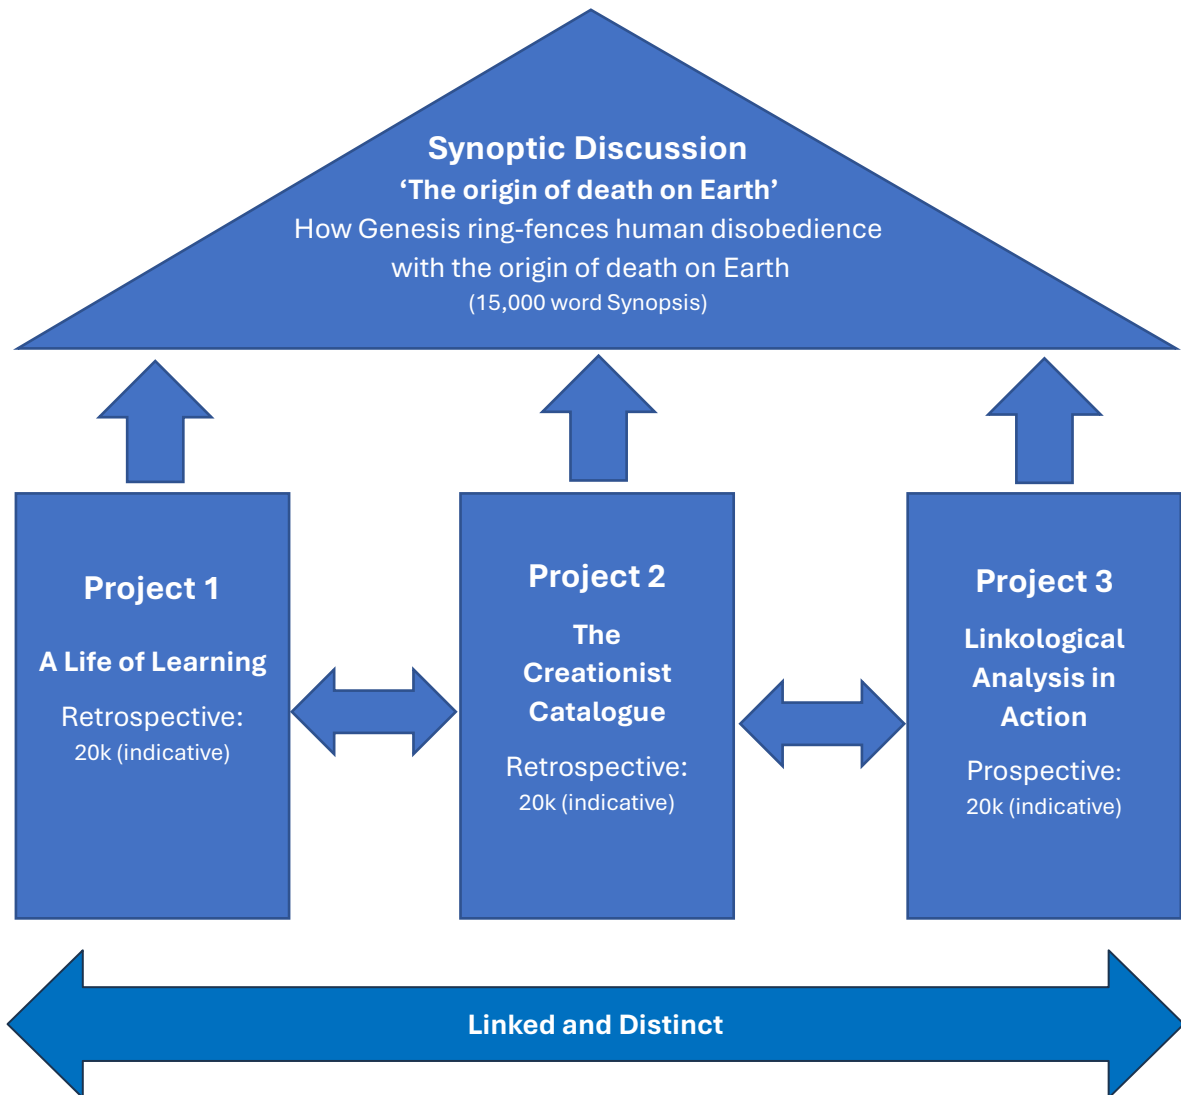 Synoptic Discussion
‘The origin of death on Earth’
How Genesis ring-fences human disobedience
with the origin of death on Earth
(15,000 word Synopsis)
Project 1
A Life of Learning
Retrospective:
20k (indicative)
Project 2
The
Creationist
Catalogue
Retrospective:
20k (indicative)
Project 3
Linkological
Analysis in
Action
Prospective:
20k (indicative)
Linked and Distinct